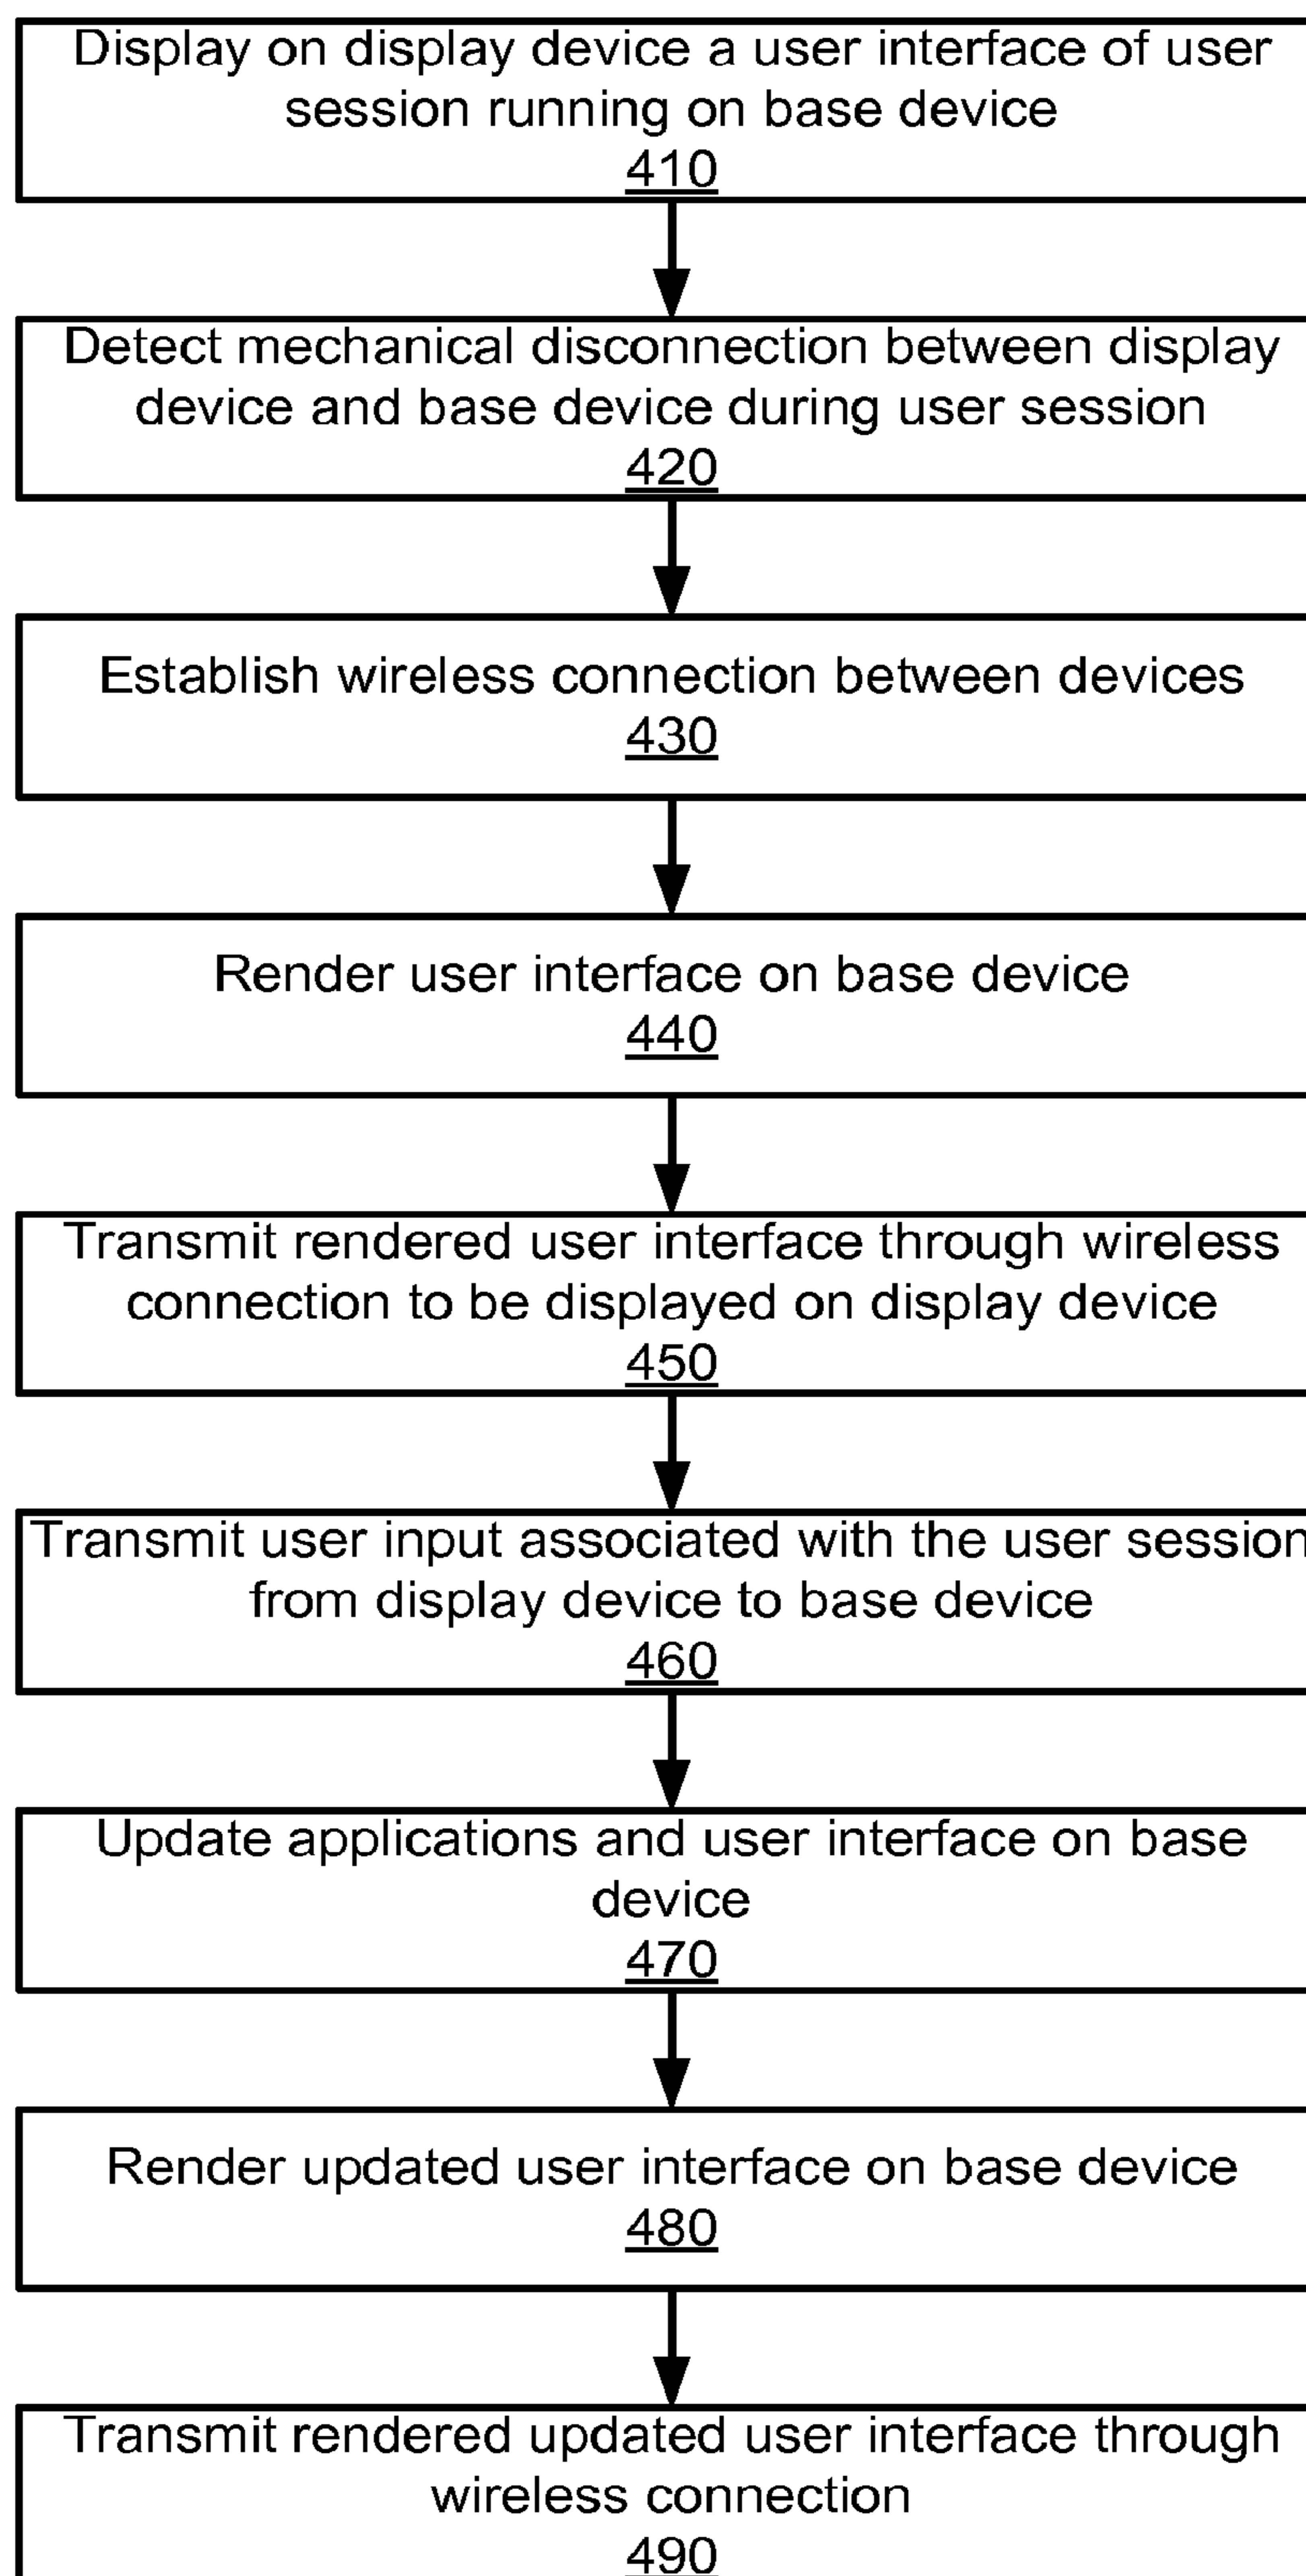 Display on display device a user interface of user
session running on base device
410
Detect mechanical disconnection between display
device and base device during user session
420
Establish wireless connection between devices
430
Render user interface on base device
440
Transmit rendered user interface through wireless
connection to be displayed on display device
450
Transmit user input associated with the user session
from display device to base device
460
Update applications and user interface on base
device
470
Render updated user interface on base device
480
Transmit rendered updated user interface through
wireless connection
490